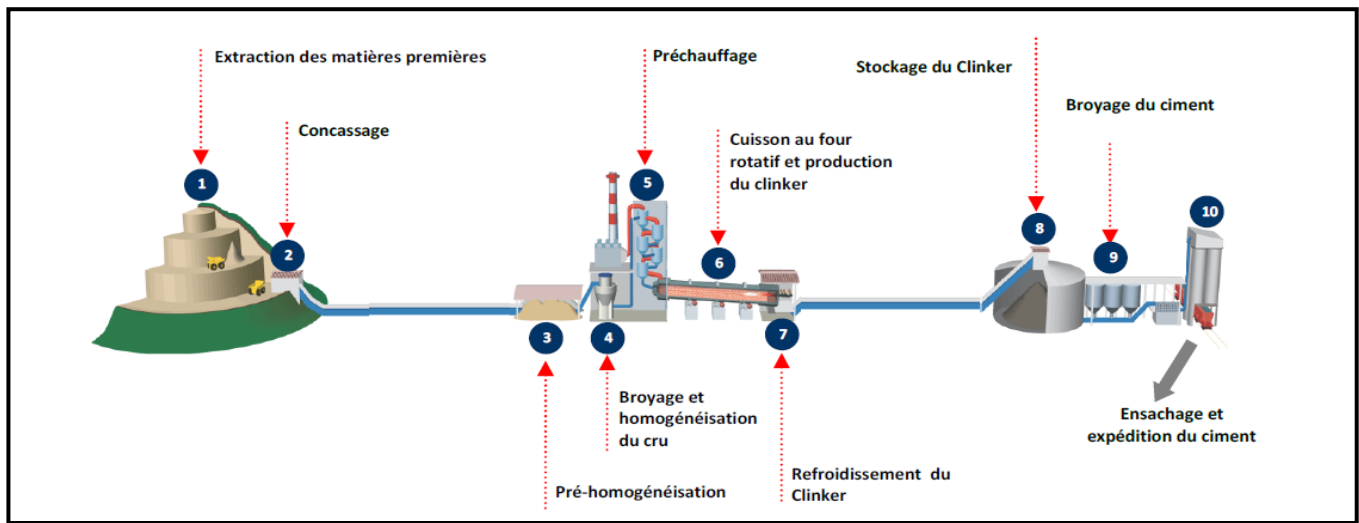 Extraction des matières premières
1
Concassage
2
Pré-homogénéisation
3
Broyage et
homogénéisation
du cru
4
Préchauffage
5
Cuisson au four
rotatif et production
du clinker
6
Refroidissement du
Clinker
7
Stockage du Clinker
8
Broyage du ciment
9
10
Ensachage et
expédition du ciment